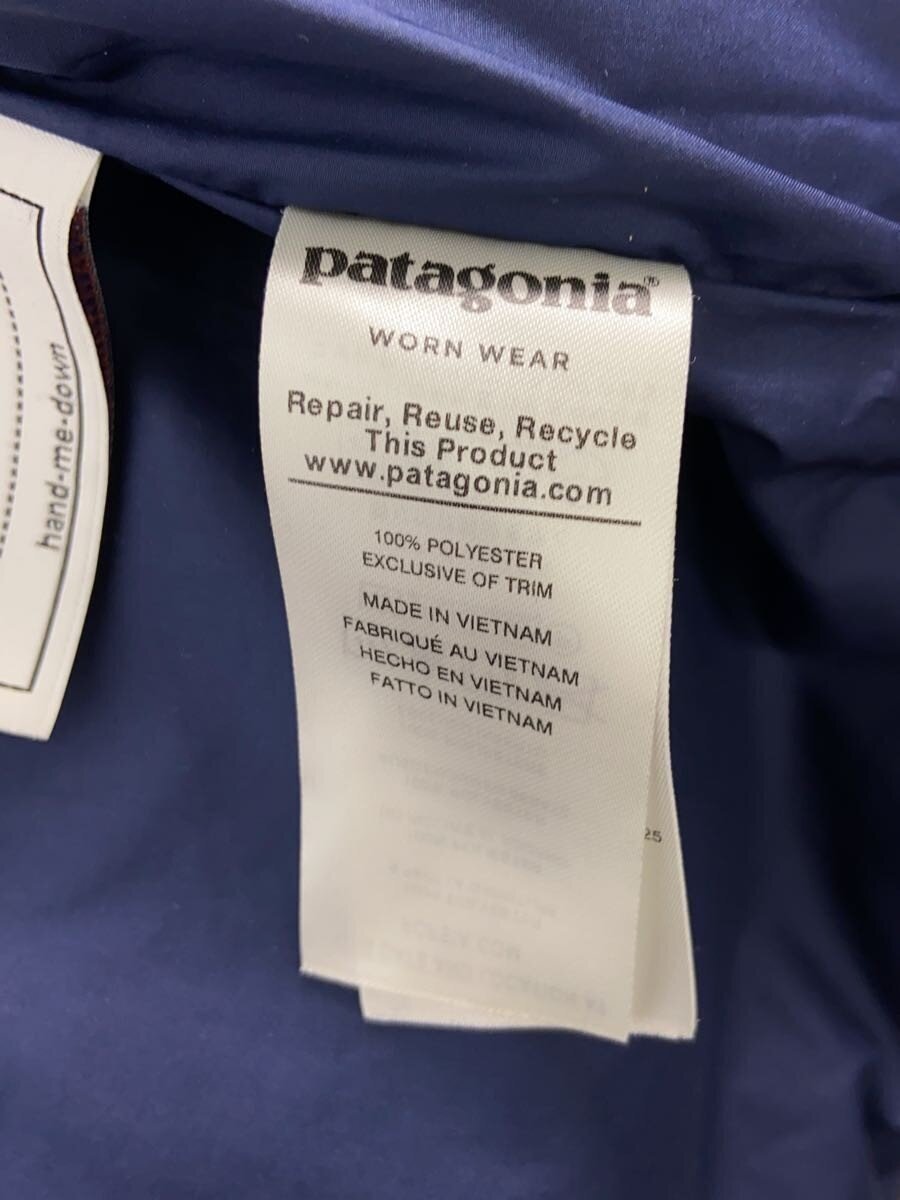 hand-me-down
patagonia®
WORN WEAR
Repair, Reuse, Recycle
This Product
www.patagonia.com
100% POLYESTER
EXCLUSIVE OF TRIM
MADE IN VIETNAM
FABRIQUÉ AU VIETNAM
HECHO EN VIETNAM
FATTO IN VIETNAM
25